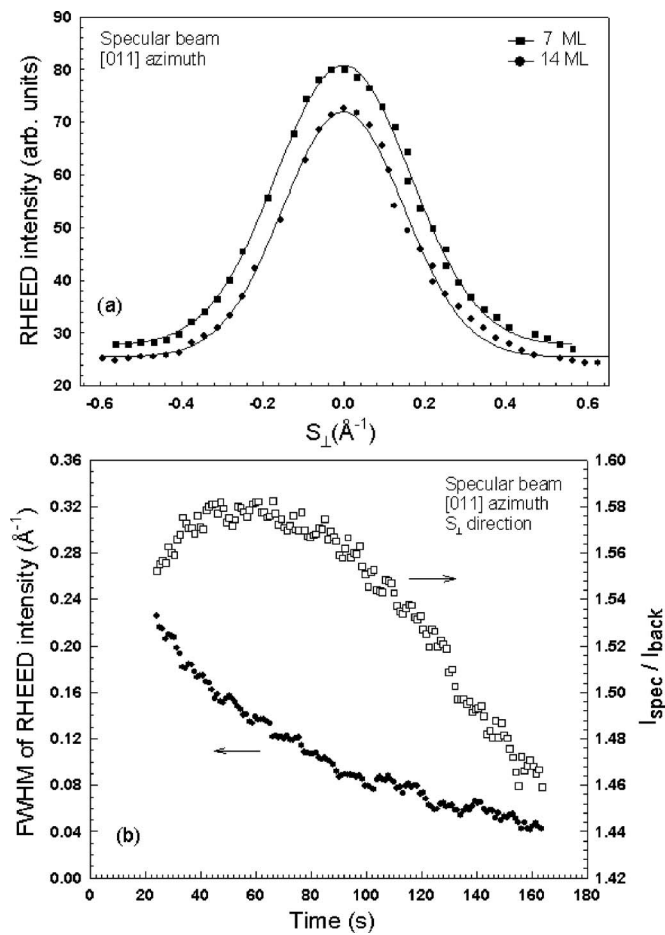 90
80
70
60
50
40
30
20
RHEED intensity (arb. units)
Specular beam
[011] azimuth
7 ML
14 ML
(a)
-0.6 -0.4 -0.2 0.0 0.2 0.4 0.6
S⊥(Å⁻¹)
0.36
0.32
0.28
0.24
0.20
0.16
0.12
0.08
0.04
0.00
FWHM of RHEED intensity (Å⁻¹)
Specular beam
[011] azimuth
S⊥ direction
(b)
1.60
1.58
1.56
1.54
1.52
1.50
1.48
1.46
1.44
1.42
I_spec / I_back
0 20 40 60 80 100 120 140 160 180
Time (s)